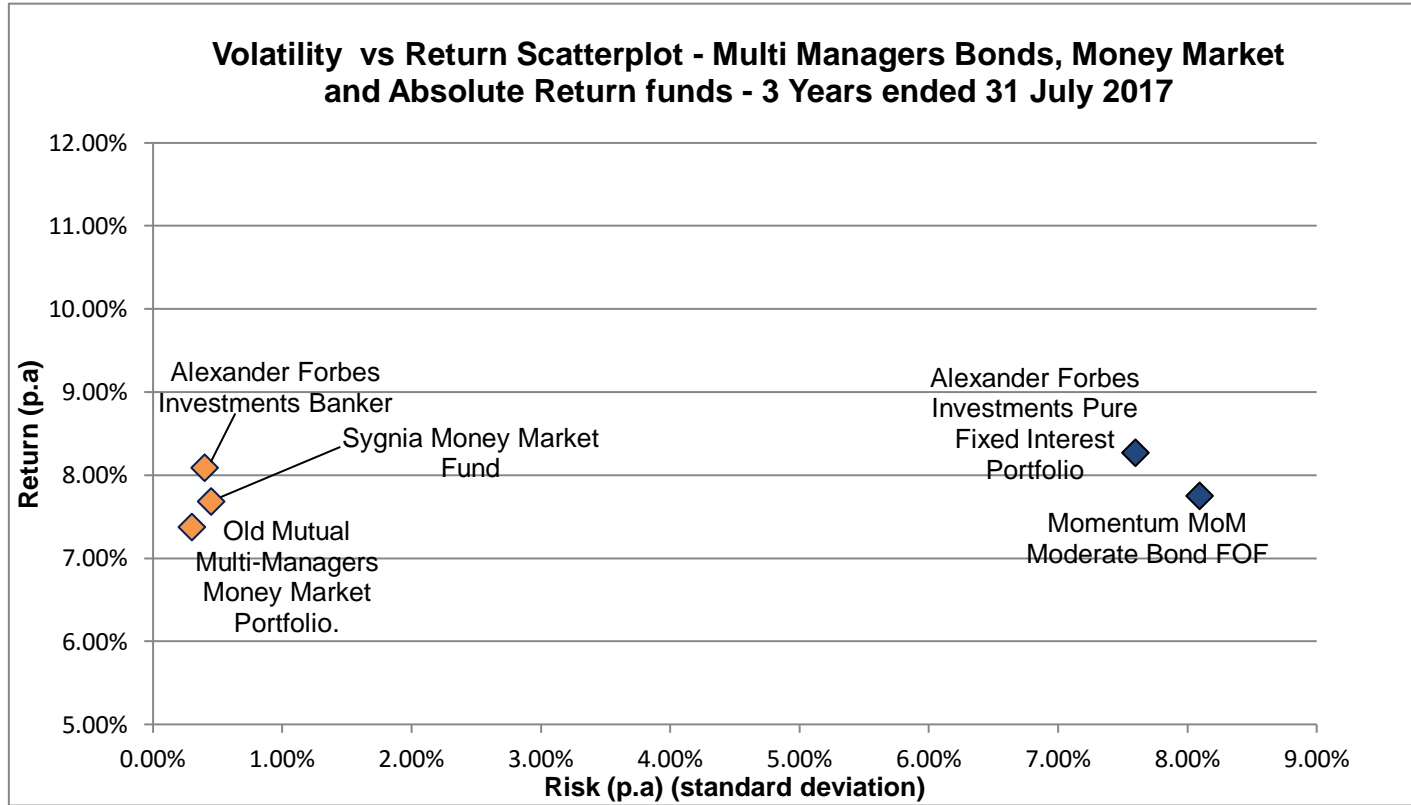 Volatility  vs Return Scatterplot - Multi Managers Bonds, Money Market
and Absolute Return funds - 3 Years ended 31 July 2017
12.00%
11.00%
10.00%
9.00%
8.00%
7.00%
6.00%
5.00%
Return (p.a)
Alexander Forbes
Investments Banker
Sygnia Money Market
Fund
Old Mutual
Multi-Managers
Money Market
Portfolio.
Alexander Forbes
Investments Pure
Fixed Interest
Portfolio
Momentum MoM
Moderate Bond FOF
0.00% 1.00% 2.00% 3.00% 4.00% 5.00% 6.00% 7.00% 8.00% 9.00%
Risk (p.a) (standard deviation)